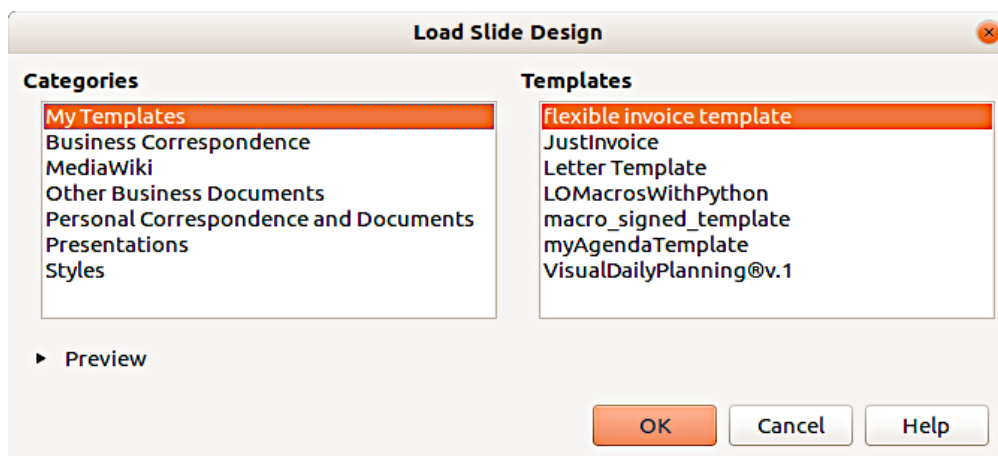 Load Slide Design
Categories
My Templates
Business Correspondence
MediaWiki
Other Business Documents
Personal Correspondence and Documents
Presentations
Styles
Templates
flexible invoice template
JustInvoice
Letter Template
LOMacrosWithPython
macro_signed_template
myAgendaTemplate
VisualDailyPlanning®v.1
Preview
OK
Cancel
Help